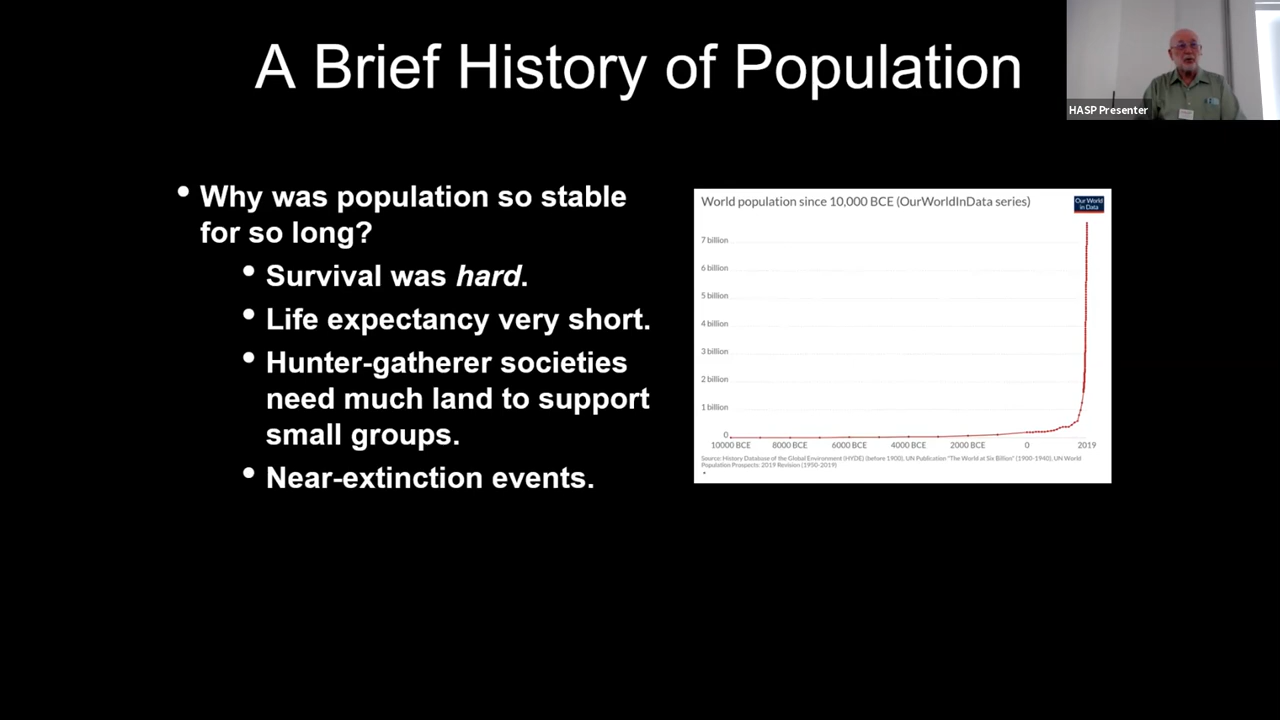 A Brief History of Population
HASP Presenter
• Why was population so stable
for so long?
• Survival was hard.
• Life expectancy very short.
• Hunter-gatherer societies
need much land to support
small groups.
• Near-extinction events.
World population since 10,000 BCE (OurWorldInData series)
Our World
in Data
7 billion
6 billion
5 billion
4 billion
3 billion
2 billion
1 billion
0
10000 BCE 8000 BCE 6000 BCE 4000 BCE 2000 BCE 0 2019
Source: History Database of the Global Environment (HYDE) (before 1900), UN Publication "The World at Six Billion" (1900-1940), UN World
Population Prospects: 2019 Revision (1950-2019)